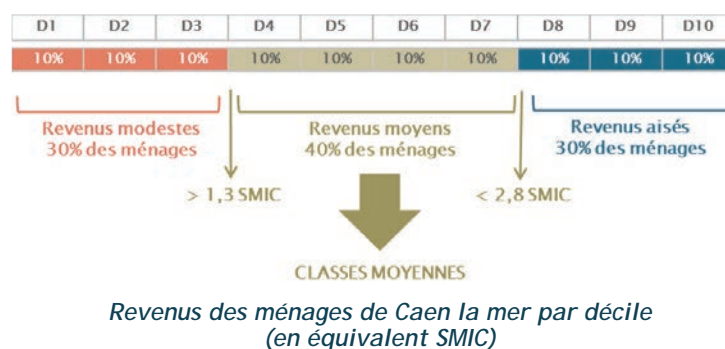 D1 D2 D3 D4 D5 D6 D7 D8 D9 D10
10% 10% 10% 10% 10% 10% 10% 10% 10% 10%
Revenus modestes
30% des ménages
Revenus moyens
40% des ménages
Revenus aisés
30% des ménages
> 1,3 SMIC
< 2,8 SMIC
CLASSES MOYENNES
Revenus des ménages de Caen la mer par décile
(en équivalent SMIC)